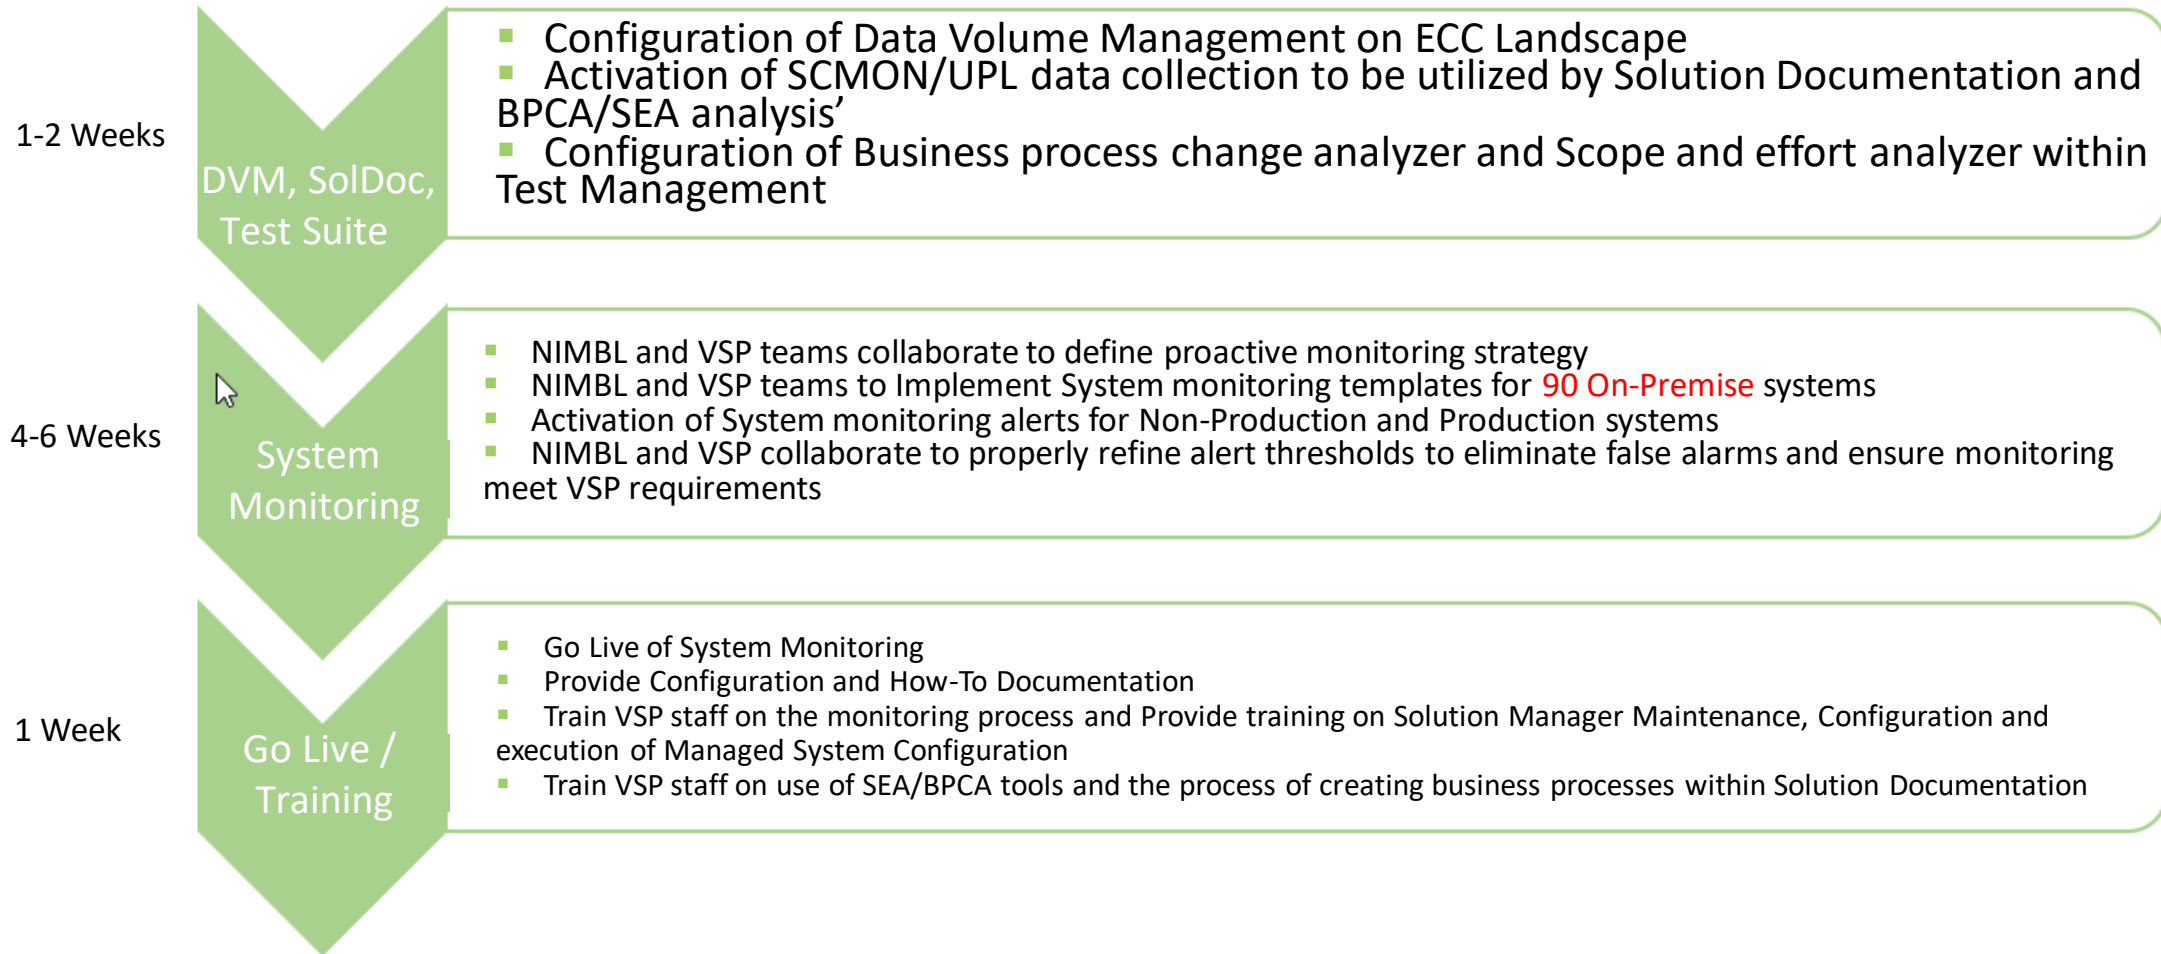 1-2 Weeks
DVM, SolDoc,
Test Suite
▪ Configuration of Data Volume Management on ECC Landscape
▪ Activation of SCMON/UPL data collection to be utilized by Solution Documentation and
BPCA/SEA analysis’
▪ Configuration of Business process change analyzer and Scope and effort analyzer within
Test Management
4-6 Weeks
System
Monitoring
▪ NIMBL and VSP teams collaborate to define proactive monitoring strategy
▪ NIMBL and VSP teams to Implement System monitoring templates for 90 On-Premise systems
▪ Activation of System monitoring alerts for Non-Production and Production systems
▪ NIMBL and VSP collaborate to properly refine alert thresholds to eliminate false alarms and ensure monitoring
meet VSP requirements
1 Week
Go Live /
Training
▪ Go Live of System Monitoring
▪ Provide Configuration and How-To Documentation
▪ Train VSP staff on the monitoring process and Provide training on Solution Manager Maintenance, Configuration and
execution of Managed System Configuration
▪ Train VSP staff on use of SEA/BPCA tools and the process of creating business processes within Solution Documentation